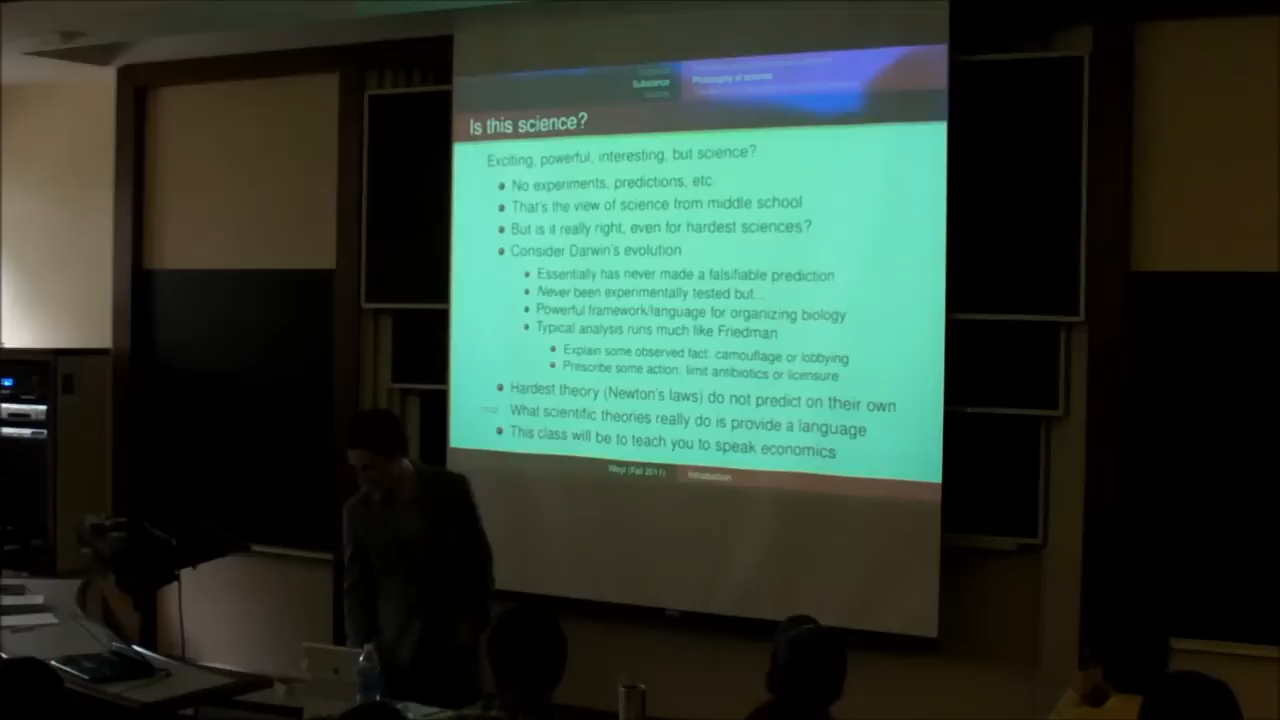 Substance
Philosophy of science
Is this science?
Exciting, powerful, interesting, but science?
No experiments, predictions, etc.
That's the view of science from middle school
But is it really right, even for hardest sciences?
Consider Darwin's evolution
Essentially has never made a falsifiable prediction
Never been experimentally tested but...
Powerful framework/language for organizing biology
Typical analysis runs much like Friedman
Explain some observed fact: camouflage or lobbying
Prescribe some action: limit antibiotics or licensure
Hardest theory (Newton's laws) do not predict on their own
What scientific theories really do is provide a language
This class will be to teach you to speak economics
Weyl (Fall 2011)
Introduction